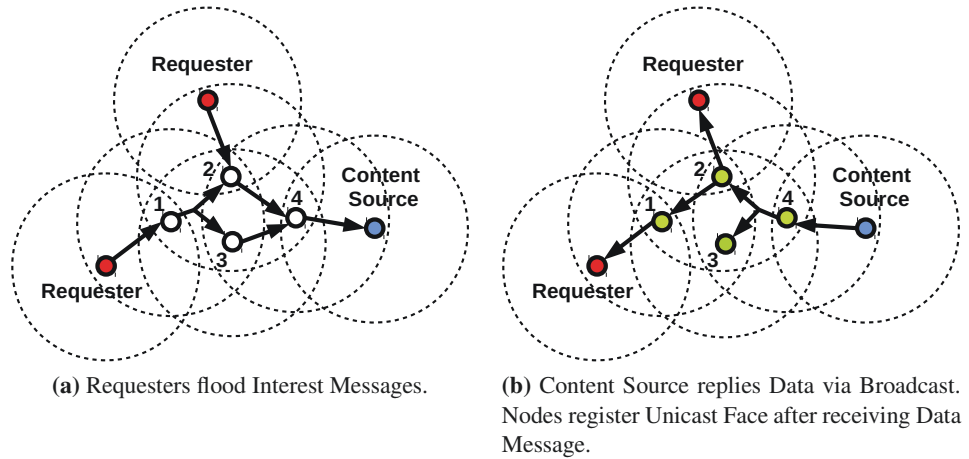 Requester
2
1
4
Content
Source
3
Requester
(a) Requesters flood Interest Messages.
Requester
2
1
4
Content
Source
3
Requester
(b) Content Source replies Data via Broadcast.
Nodes register Unicast Face after receiving Data
Message.